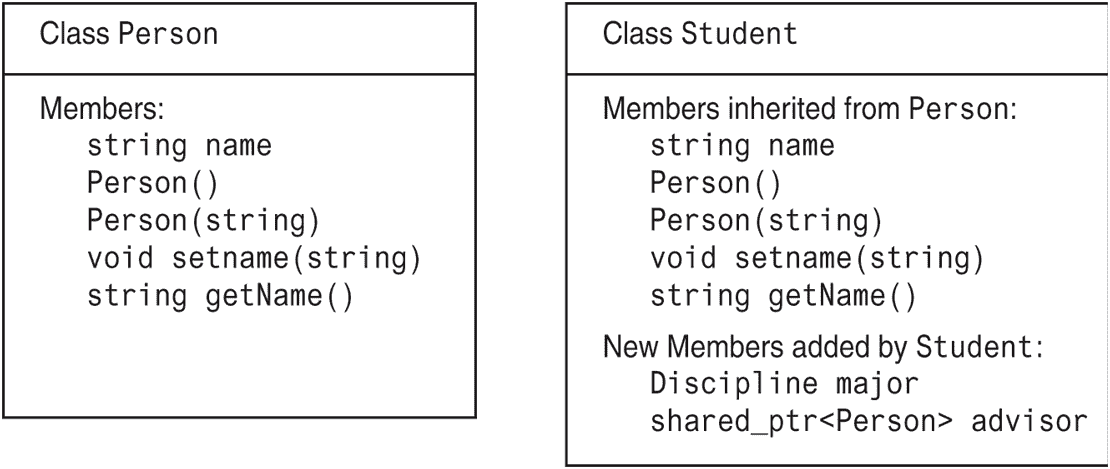 Class Person
Members:
string name
Person()
Person(string)
void setname(string)
string getName()
Class Student
Members inherited from Person:
string name
Person()
Person(string)
void setname(string)
string getName()
New Members added by Student:
Discipline major
shared_ptr<Person> advisor